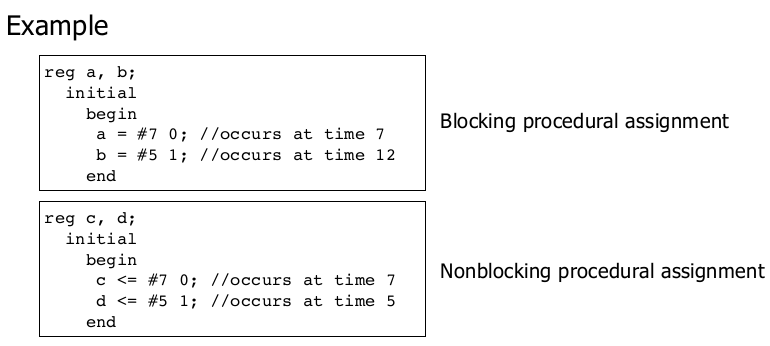 Example
reg a, b;
initial
begin
a = #7 0; //occurs at time 7
b = #5 1; //occurs at time 12
end
Blocking procedural assignment
reg c, d;
initial
begin
c <= #7 0; //occurs at time 7
d <= #5 1; //occurs at time 5
end
Nonblocking procedural assignment